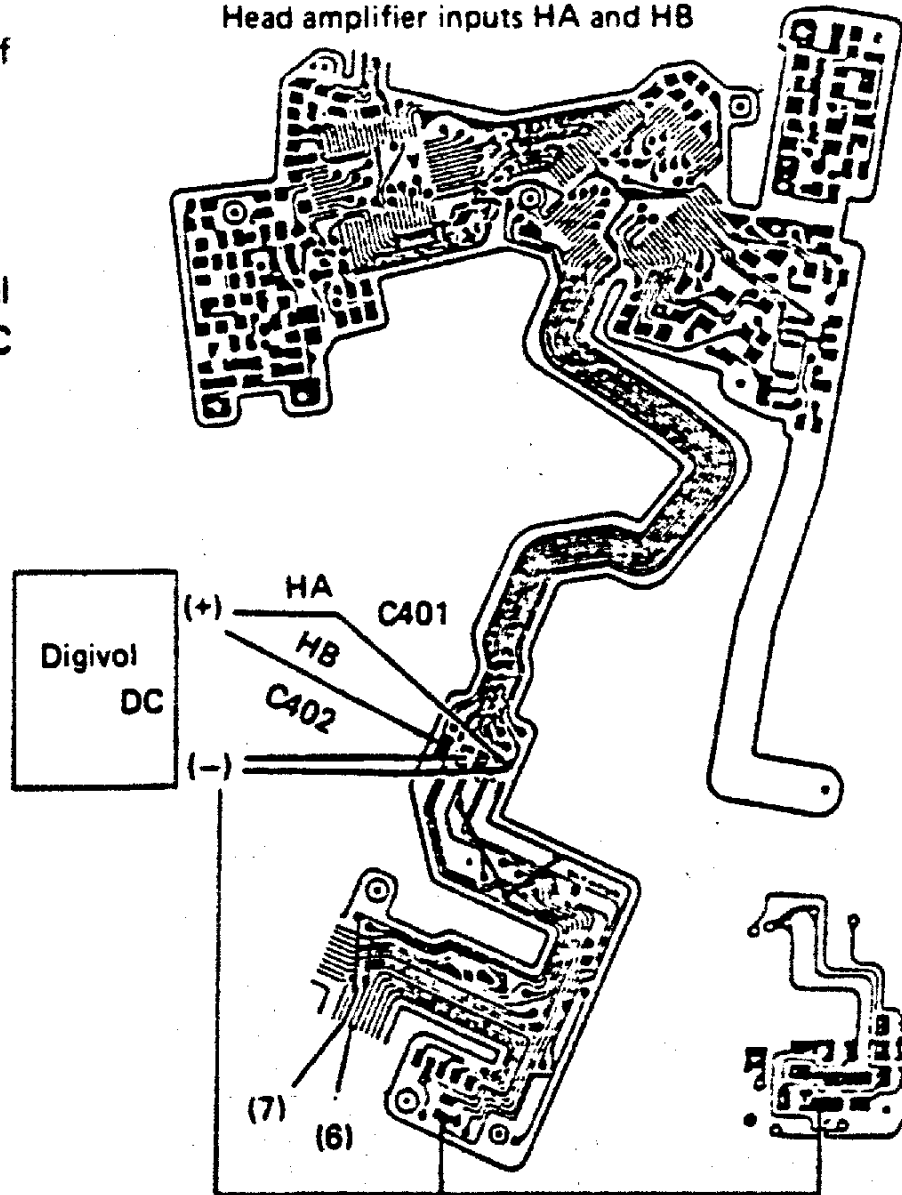 Head amplifier inputs HA and HB
f
l
C
HA
(+)
C401
HB
Digivol
DC
C402
(−)
(7)
(6)